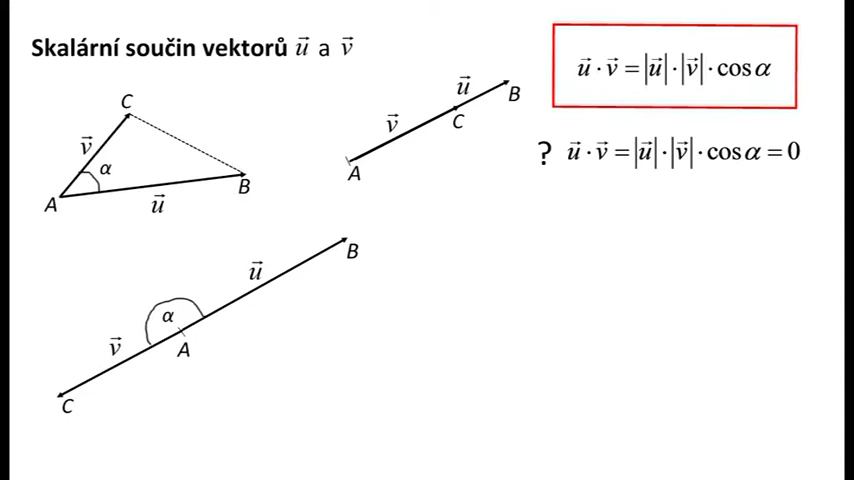 Skalární součin vektorů u⃗ a v⃗
u⃗ · v⃗ = |u⃗| · |v⃗| · cos α
? u⃗ · v⃗ = |u⃗| · |v⃗| · cos α = 0
C
v⃗
α
A
u⃗
B
u⃗
B
v⃗
C
A
B
u⃗
α
v⃗
A
C